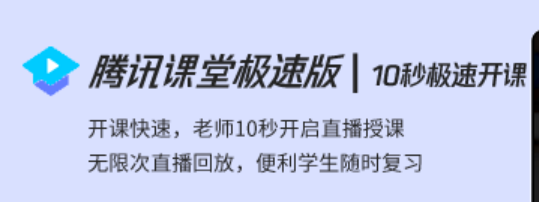 腾讯课堂极速版 | 10秒极速开课
开课快速，老师10秒开启直播授课
无限次直播回放，便利学生随时复习